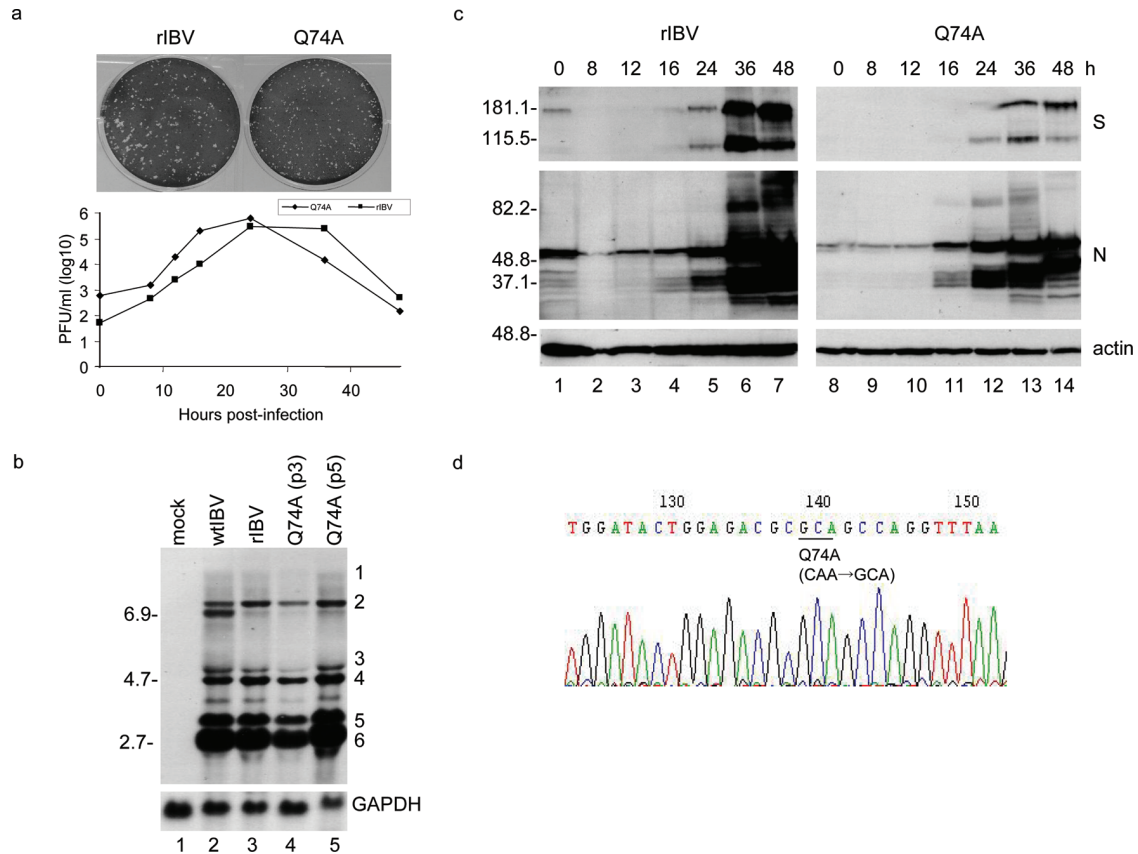 a
rIBV Q74A
Q74A rIBV
6
5
4
3
2
1
0
PFU/ml (log10)
0 10 20 30 40
Hours post-infection
b
mock wtIBV rIBV Q74A (p3) Q74A (p5)
6.9-
4.7-
2.7-
1
2
3
4
5
6
GAPDH
1 2 3 4 5
c
rIBV Q74A
0 8 12 16 24 36 48 0 8 12 16 24 36 48 h
181.1-
115.5-
S
82.2-
48.8-
37.1-
N
48.8-
actin
1 2 3 4 5 6 7 8 9 10 11 12 13 14
d
130 140 150
TGGATACTGGAGACGCGCAGCCAGGTTTAA
Q74A
(CAA→GCA)